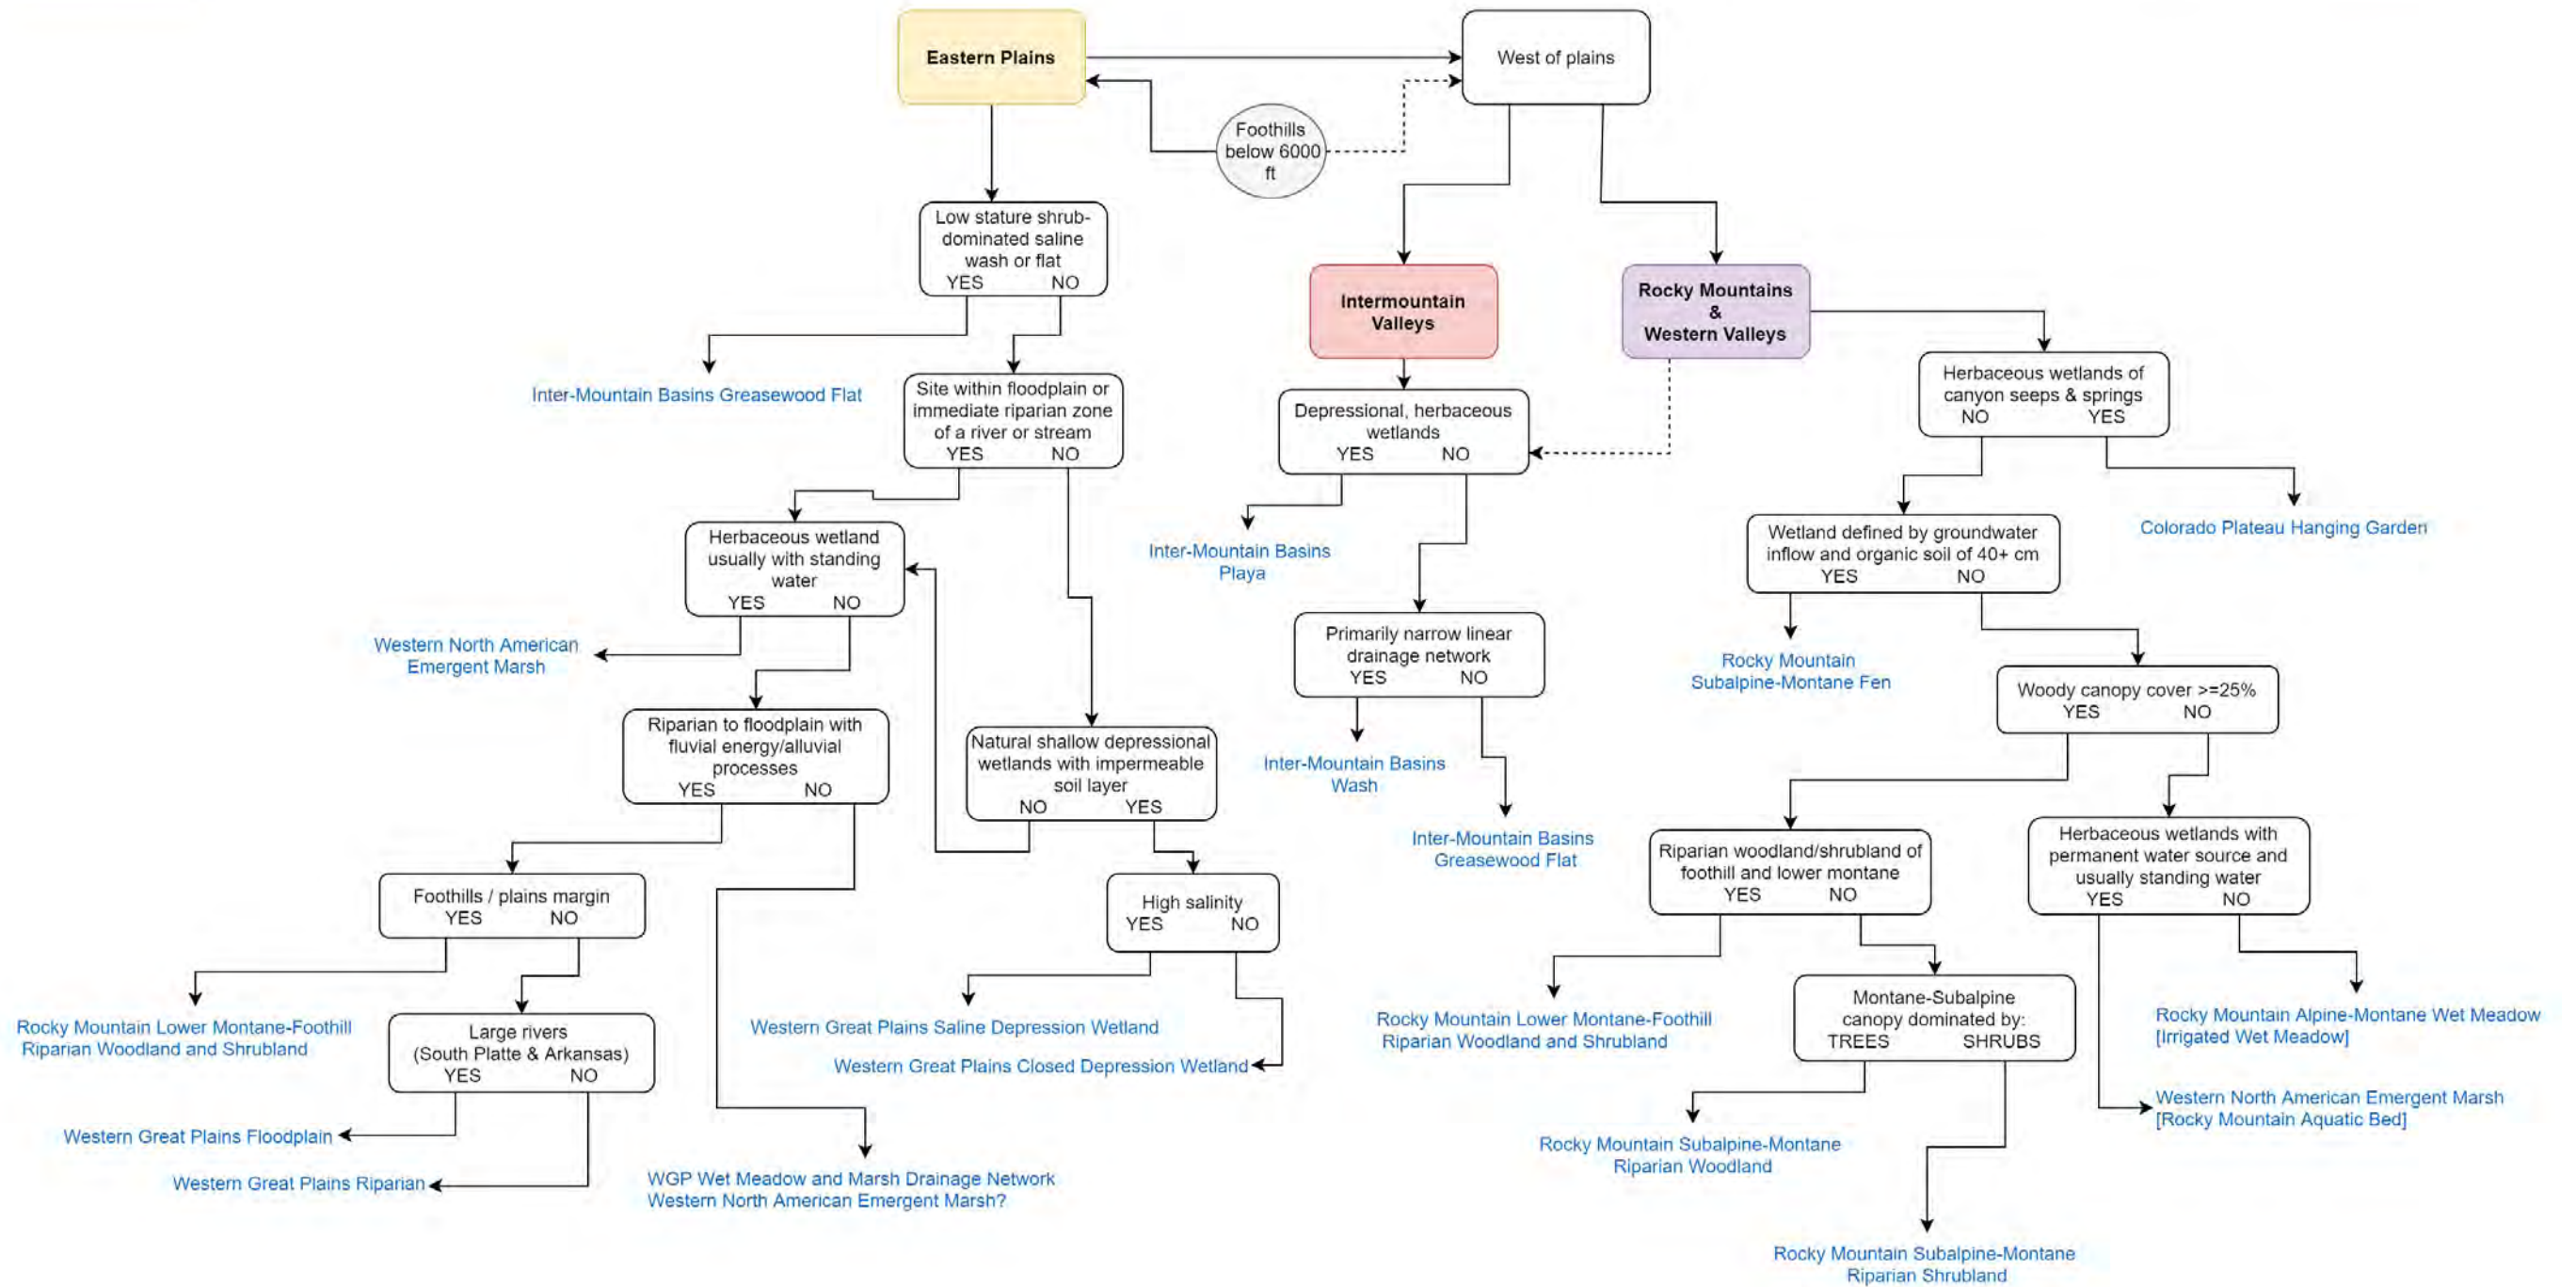 Eastern Plains
West of plains
Foothills
below 6000
ft
Low stature shrub-
dominated saline
wash or flat
YES NO
Intermountain
Valleys
Rocky Mountains
&
Western Valleys
Inter-Mountain Basins Greasewood Flat
Site within floodplain or
immediate riparian zone
of a river or stream
YES NO
Depressional, herbaceous
wetlands
YES NO
Herbaceous wetlands of
canyon seeps & springs
NO YES
Herbaceous wetland
usually with standing
water
YES NO
Inter-Mountain Basins
Playa
Wetland defined by groundwater
inflow and organic soil of 40+ cm
YES NO
Colorado Plateau Hanging Garden
Western North American
Emergent Marsh
Primarily narrow linear
drainage network
YES NO
Rocky Mountain
Subalpine-Montane Fen
Woody canopy cover >=25%
YES NO
Riparian to floodplain with
fluvial energy/alluvial
processes
YES NO
Natural shallow depressional
wetlands with impermeable
soil layer
NO YES
Inter-Mountain Basins
Wash
Inter-Mountain Basins
Greasewood Flat
Riparian woodland/shrubland of
foothill and lower montane
YES NO
Herbaceous wetlands with
permanent water source and
usually standing water
YES NO
Foothills / plains margin
YES NO
High salinity
YES NO
Rocky Mountain Lower Montane-Foothill
Riparian Woodland and Shrubland
Large rivers
(South Platte & Arkansas)
YES NO
Western Great Plains Saline Depression Wetland
Western Great Plains Closed Depression Wetland
Rocky Mountain Lower Montane-Foothill
Riparian Woodland and Shrubland
Montane-Subalpine
canopy dominated by:
TREES SHRUBS
Rocky Mountain Alpine-Montane Wet Meadow
[Irrigated Wet Meadow]
Western North American Emergent Marsh
[Rocky Mountain Aquatic Bed]
Western Great Plains Floodplain
Western Great Plains Riparian
WGP Wet Meadow and Marsh Drainage Network
Western North American Emergent Marsh?
Rocky Mountain Subalpine-Montane
Riparian Woodland
Rocky Mountain Subalpine-Montane
Riparian Shrubland